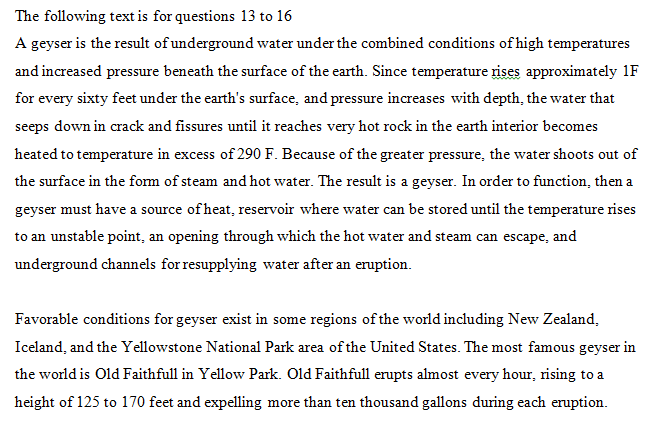 The following text is for questions 13 to 16
A geyser is the result of underground water under the combined conditions of high temperatures
and increased pressure beneath the surface of the earth. Since temperature rises approximately 1F
for every sixty feet under the earth's surface, and pressure increases with depth, the water that
seeps down in crack and fissures until it reaches very hot rock in the earth interior becomes
heated to temperature in excess of 290 F. Because of the greater pressure, the water shoots out of
the surface in the form of steam and hot water. The result is a geyser. In order to function, then a
geyser must have a source of heat, reservoir where water can be stored until the temperature rises
to an unstable point, an opening through which the hot water and steam can escape, and
underground channels for resupplying water after an eruption.
Favorable conditions for geyser exist in some regions of the world including New Zealand,
Iceland, and the Yellowstone National Park area of the United States. The most famous geyser in
the world is Old Faithfull in Yellow Park. Old Faithfull erupts almost every hour, rising to a
height of 125 to 170 feet and expelling more than ten thousand gallons during each eruption.